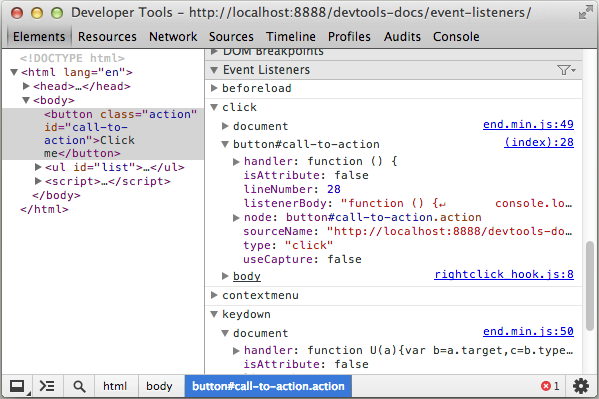 Developer Tools - http://localhost:8888/devtools-docs/event-listeners/
Elements Resources Network Sources Timeline Profiles Audits Console
<!DOCTYPE html>
<html lang="en">
<head>…</head>
<body>
<button class="action"
id="call-to-
action">Click
me</button>
<ul id="list">…</ul>
<script>…</script>
</body>
</html>
DOM Breakpoints
Event Listeners
beforeload
click
document end.min.js:49
button#call-to-action (index):28
handler: function () {
isAttribute: false
lineNumber: 28
listenerBody: "function () {↵ console.lo…
node: button#call-to-action.action
sourceName: "http://localhost:8888/devtools-do…
type: "click"
useCapture: false
body rightclick_hook.js:8
contextmenu
keydown
document end.min.js:50
handler: function U(a){var b=a.target,c=b.type…
isAttribute: false
html body button#call-to-action.action 1